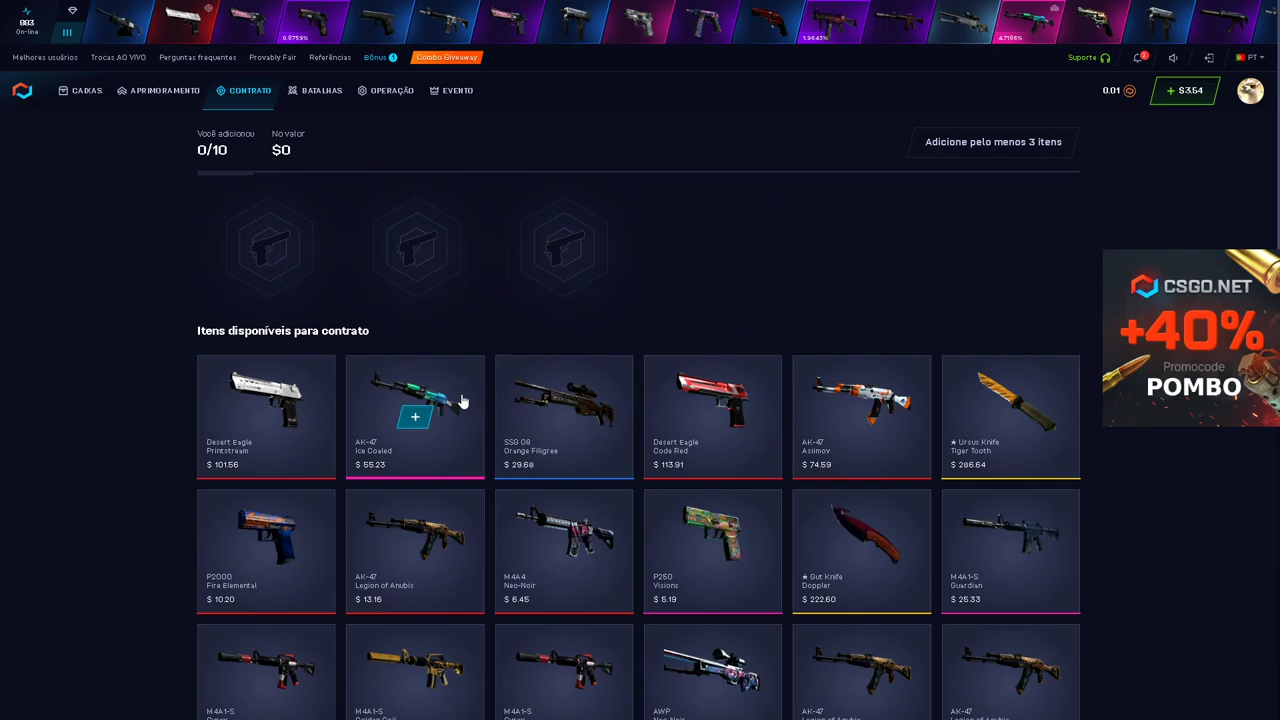 883
On-line
0.8759%
1.9643%
4.7186%
Melhores usuários
Trocas AO VIVO
Perguntas frequentes
Provably Fair
Referências
Bônus
Combo Giveaway
Suporte
PT
CAIXAS
APRIMORAMENTO
CONTRATO
BATALHAS
OPERAÇÃO
EVENTO
0.01
+ $3.54
Você adicionou
0/10
No valor
$0
Adicione pelo menos 3 itens
CSGO.NET
+40%
Promocode
POMBO
Itens disponíveis para contrato
Desert Eagle
Printstream
$ 101.56
+
AK-47
Ice Coaled
$ 55.23
SSG 08
Orange Filigree
$ 29.68
Desert Eagle
Code Red
$ 113.91
AK-47
Asiimov
$ 74.59
★ Ursus Knife
Tiger Tooth
$ 286.64
P2000
Fire Elemental
$ 10.20
AK-47
Legion of Anubis
$ 13.16
M4A4
Neo-Noir
$ 6.45
P250
Visions
$ 5.19
★ Gut Knife
Doppler
$ 222.60
M4A1-S
Guardian
$ 25.33
M4A1-S
M4A1-S
M4A1-S
AWP
AK-47
AK-47